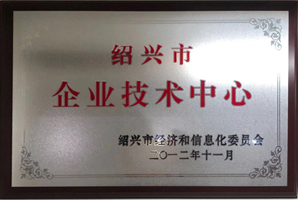 绍兴市
企业技术中心
绍兴市经济和信息化委员会
二〇一二年十一月